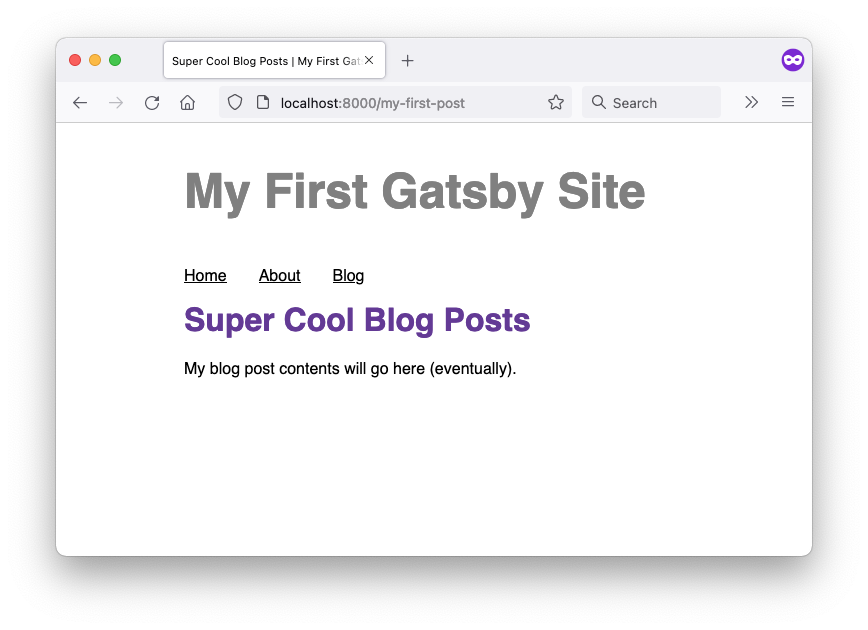 Super Cool Blog Posts | My First Gat
localhost:8000/my-first-post
Search
My First Gatsby Site
Home About Blog
Super Cool Blog Posts
My blog post contents will go here (eventually).